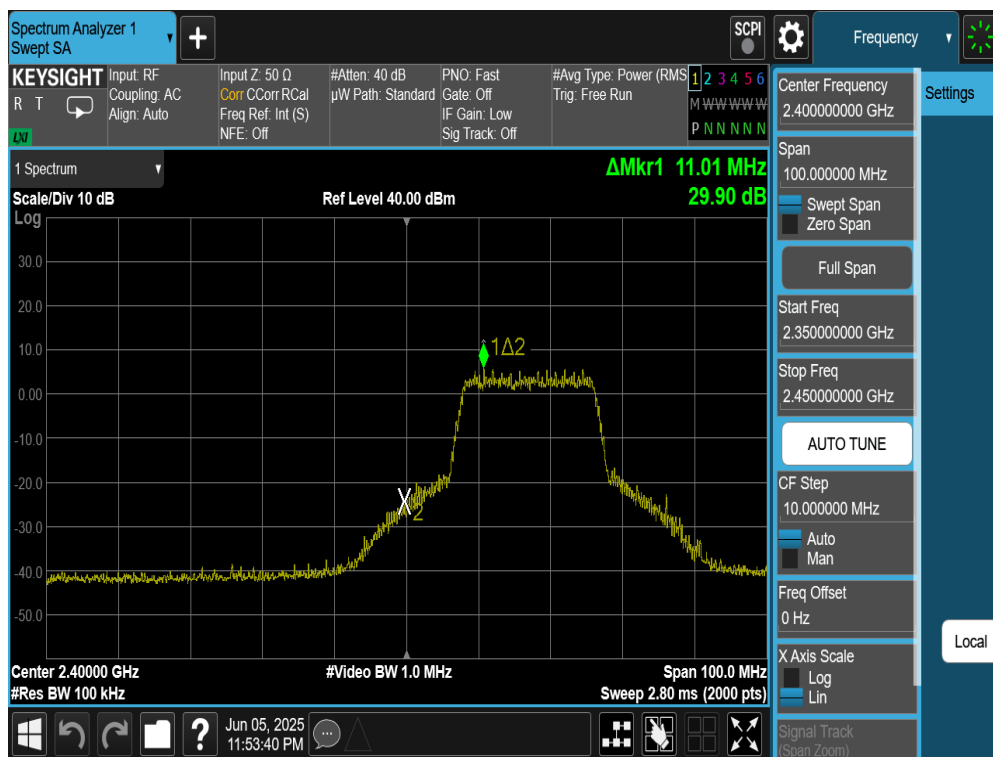 Spectrum Analyzer 1
Swept SA
+
SCPI
Frequency
KEYSIGHT
R T
LXI
Input: RF
Coupling: AC
Align: Auto
Input Z: 50 Ω
Corr CCorr RCal
Freq Ref: Int (S)
NFE: Off
#Atten: 40 dB
µW Path: Standard
PNO: Fast
Gate: Off
IF Gain: Low
Sig Track: Off
#Avg Type: Power (RMS
Trig: Free Run
1 2 3 4 5 6
M W W W W W
P N N N N N
1 Spectrum
ΔMkr1 11.01 MHz
29.90 dB
Scale/Div 10 dB
Ref Level 40.00 dBm
Log
30.0
20.0
10.0
0.00
-10.0
-20.0
-30.0
-40.0
-50.0
1Δ2
X2
Center 2.40000 GHz
#Video BW 1.0 MHz
Span 100.0 MHz
#Res BW 100 kHz
Sweep 2.80 ms (2000 pts)
Jun 05, 2025
11:53:40 PM
?
Center Frequency
2.400000000 GHz
Span
100.000000 MHz
Swept Span
Zero Span
Full Span
Start Freq
2.350000000 GHz
Stop Freq
2.450000000 GHz
AUTO TUNE
CF Step
10.000000 MHz
Auto
Man
Freq Offset
0 Hz
X Axis Scale
Log
Lin
Signal Track
(Span Zoom)
Settings
Local